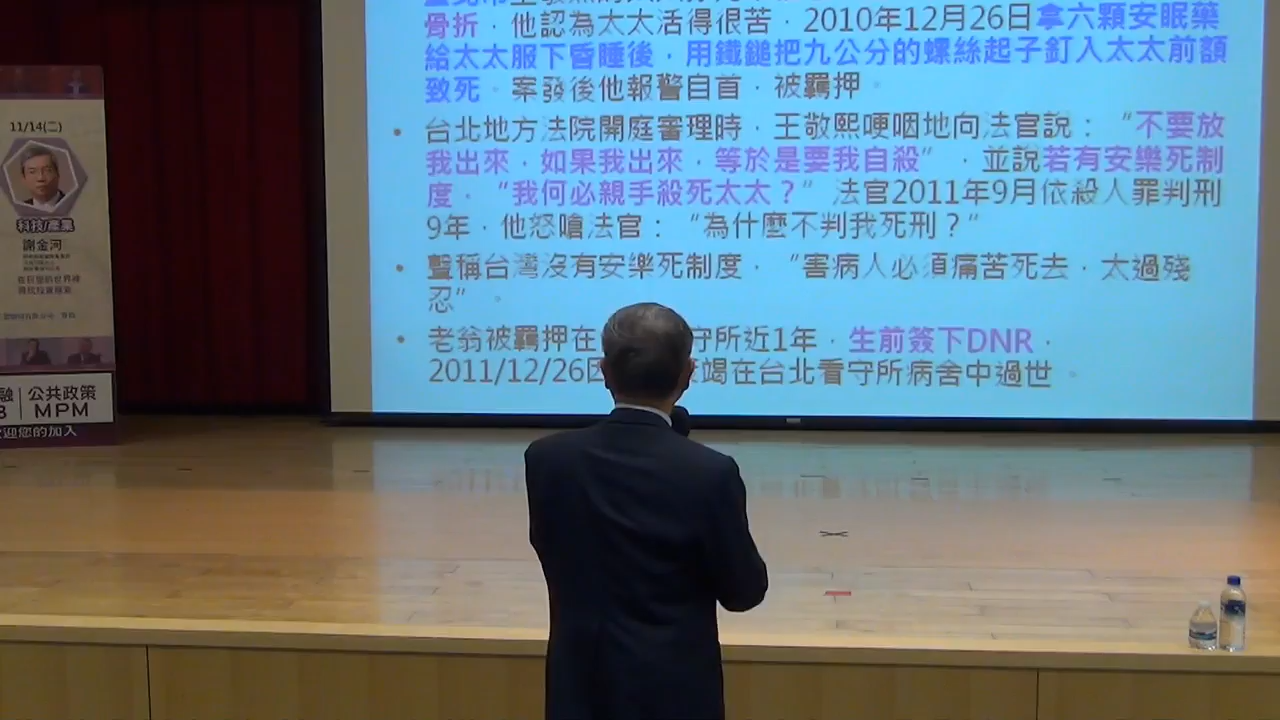 骨折，他認為太太活得很苦，2010年12月26日拿六顆安眠藥
給太太服下昏睡後，用鐵鎚把九公分的螺絲起子釘入太太前額
致死。案發後他報警自首，被羈押。
• 台北地方法院開庭審理時，王敬熙哽咽地向法官說：“不要放
我出來，如果我出來，等於是要我自殺”，並說若有安樂死制
度，“我何必親手殺死太太？” 法官2011年9月依殺人罪判刑
9年，他怒嗆法官：“為什麼不判我死刑？“
• 聲稱台灣沒有安樂死制度 “害病人必須痛苦死去，太過殘
忍”。
• 老翁被羈押在 守所近1年，生前簽下DNR，
2011/12/26因 竭在台北看守所病舍中過世。
11/14(二)
科技/產業
謝金河
融 公共政策
B MPM
迎您的加入